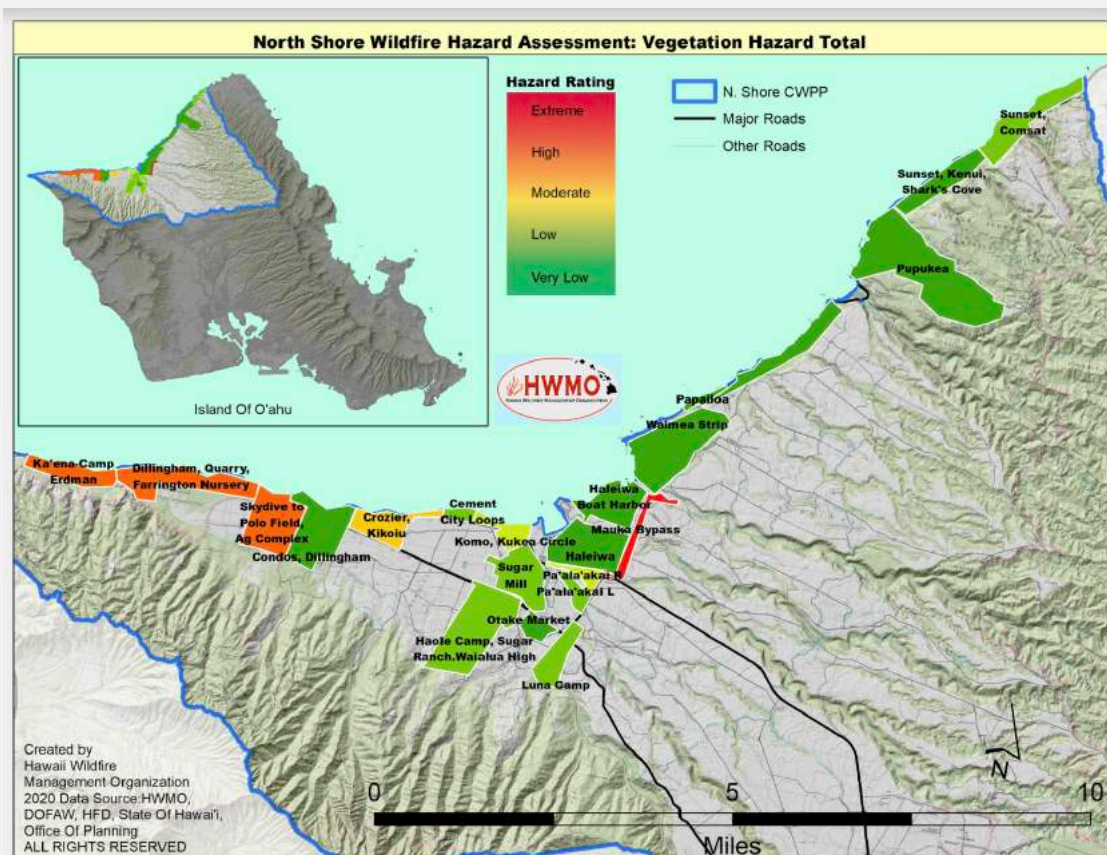 North Shore Wildfire Hazard Assessment: Vegetation Hazard Total
Island Of O'ahu
Hazard Rating
Extreme
High
Moderate
Low
Very Low
N. Shore CWPP
Major Roads
Other Roads
HWMO
HAWAII WILDFIRE MANAGEMENT ORGANIZATION
Sunset,
Comsat
Sunset, Kenui,
Shark's Cove
Pupukea
Papailoa
Waimea Strip
Haleiwa
Boat Harbor
Mauka Bypass
Haleiwa
Ka'ena Camp
Erdman
Dillingham, Quarry,
Farrington Nursery
Skydive to
Polo Field,
Ag Complex
Condos, Dillingham
Crozier,
Kikoiu
Cement
City Loops
Komo, Kukea Circle
Sugar
Mill
Pa'ala'akai R
Pa'ala'akai L
Otake Market
Haole Camp, Sugar
Ranch.Waialua High
Luna Camp
Created by
Hawaii Wildfire
Management Organization
2020 Data Source:HWMO,
DOFAW, HFD, State Of Hawai'i,
Office Of Planning
ALL RIGHTS RESERVED
N
0 5 10
Miles